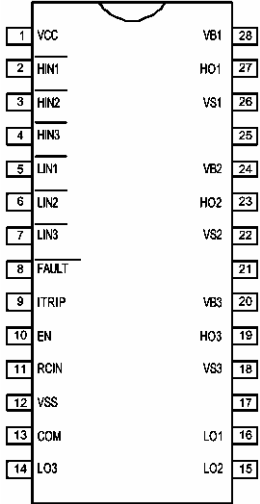 1 VCC VB1 28
2 HIN1 HO1 27
3 HIN2 VS1 26
4 HIN3 25
5 LIN1 VB2 24
6 LIN2 HO2 23
7 LIN3 VS2 22
8 FAULT 21
9 ITRIP VB3 20
10 EN HO3 19
11 RCIN VS3 18
12 VSS 17
13 COM LO1 16
14 LO3 LO2 15